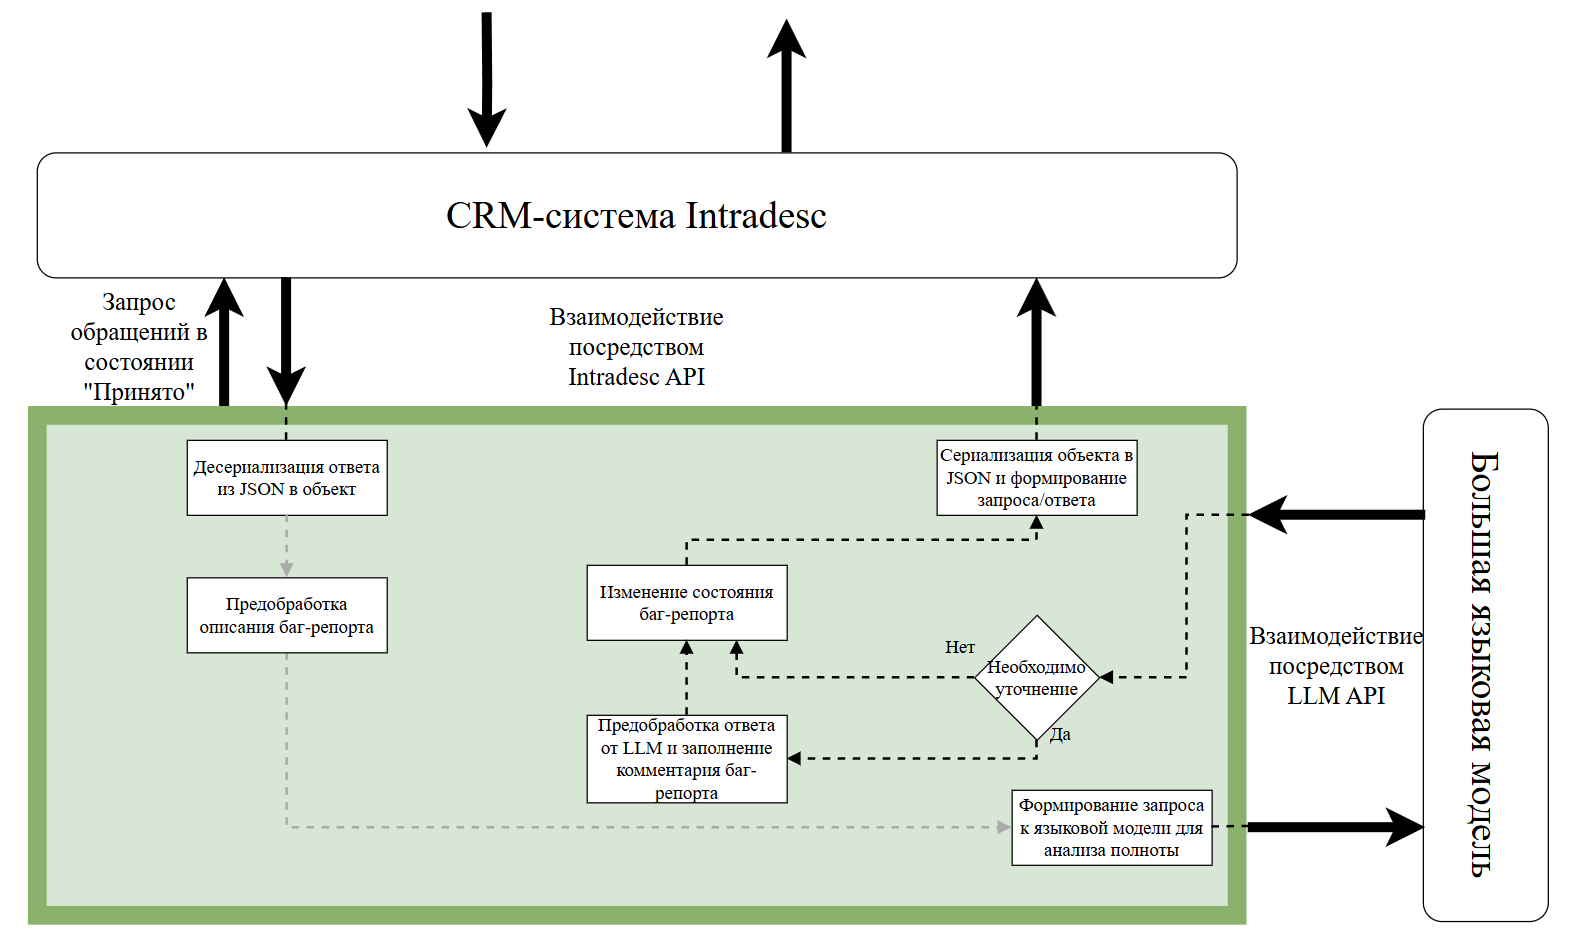 CRM-система Intradesc
Запрос
обращений в
состоянии
"Принято"
Взаимодействие
посредством
Intradesc API
Десериализация ответа
из JSON в объект
Сериализация объекта в
JSON и формирование
запроса/ответа
Предобработка
описания баг-репорта
Изменение состояния
баг-репорта
Нет
Необходимо
уточнение
Да
Предобработка ответа
от LLM и заполнение
комментария баг-
репорта
Формирование запроса
к языковой модели для
анализа полноты
Взаимодействие
посредством
LLM API
Большая языковая модель